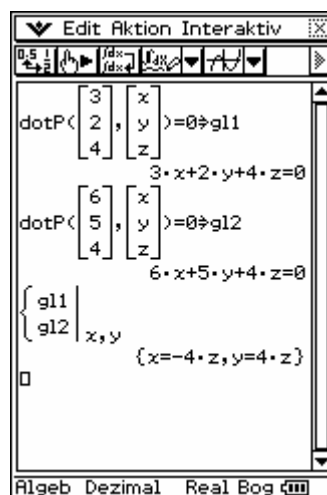 Edit Aktion Interaktiv
dotP([3 2 4],[x y z])=0⇒gl1
3·x+2·y+4·z=0
dotP([6 5 4],[x y z])=0⇒gl2
6·x+5·y+4·z=0
{gl1
gl2|x,y
{x=-4·z,y=4·z}
Algeb Dezimal Real Bog